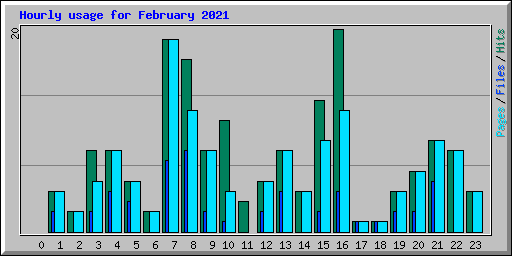 Hourly usage for February 2021
20
Pages / Files / Hits
0 1 2 3 4 5 6 7 8 9 10 11 12 13 14 15 16 17 18 19 20 21 22 23